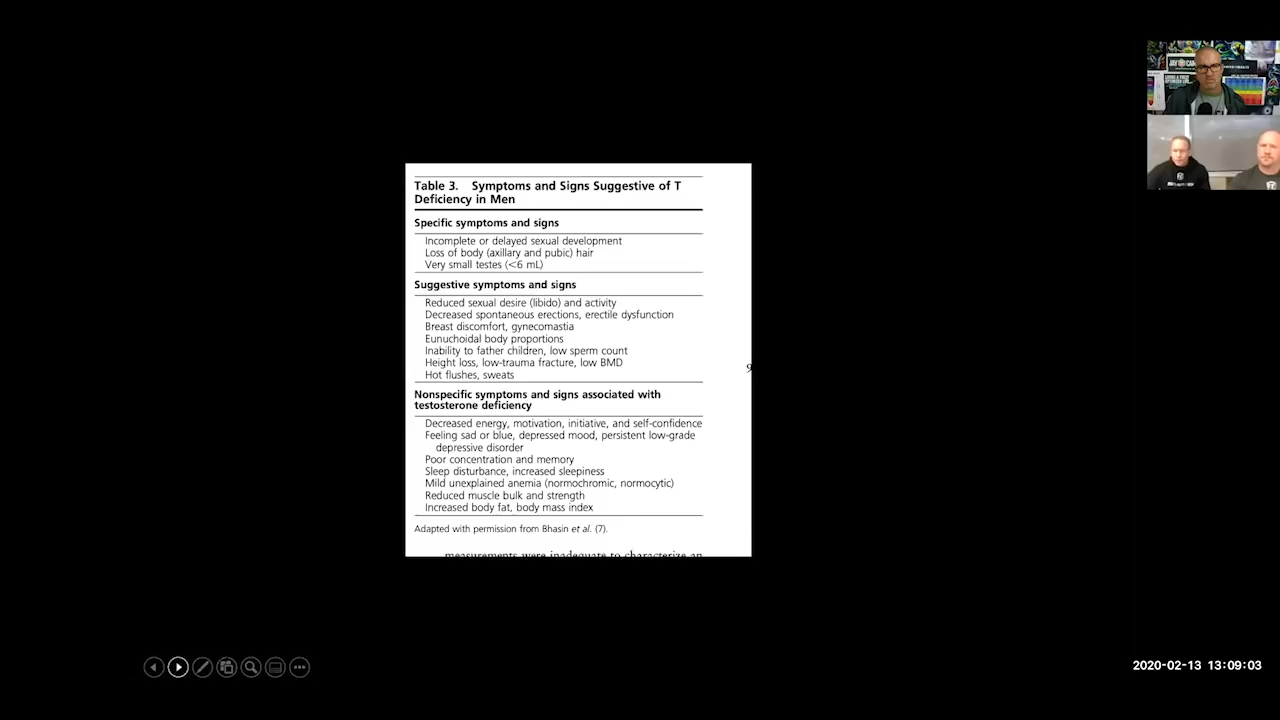 Table 3. Symptoms and Signs Suggestive of T
Deficiency in Men
Specific symptoms and signs
Incomplete or delayed sexual development
Loss of body (axillary and pubic) hair
Very small testes (<6 mL)
Suggestive symptoms and signs
Reduced sexual desire (libido) and activity
Decreased spontaneous erections, erectile dysfunction
Breast discomfort, gynecomastia
Eunuchoidal body proportions
Inability to father children, low sperm count
Height loss, low-trauma fracture, low BMD
Hot flushes, sweats
9
Nonspecific symptoms and signs associated with
testosterone deficiency
Decreased energy, motivation, initiative, and self-confidence
Feeling sad or blue, depressed mood, persistent low-grade
depressive disorder
Poor concentration and memory
Sleep disturbance, increased sleepiness
Mild unexplained anemia (normochromic, normocytic)
Reduced muscle bulk and strength
Increased body fat, body mass index
Adapted with permission from Bhasin et al. (7).
measurements were inadequate to characterize an
2020-02-13 13:09:03